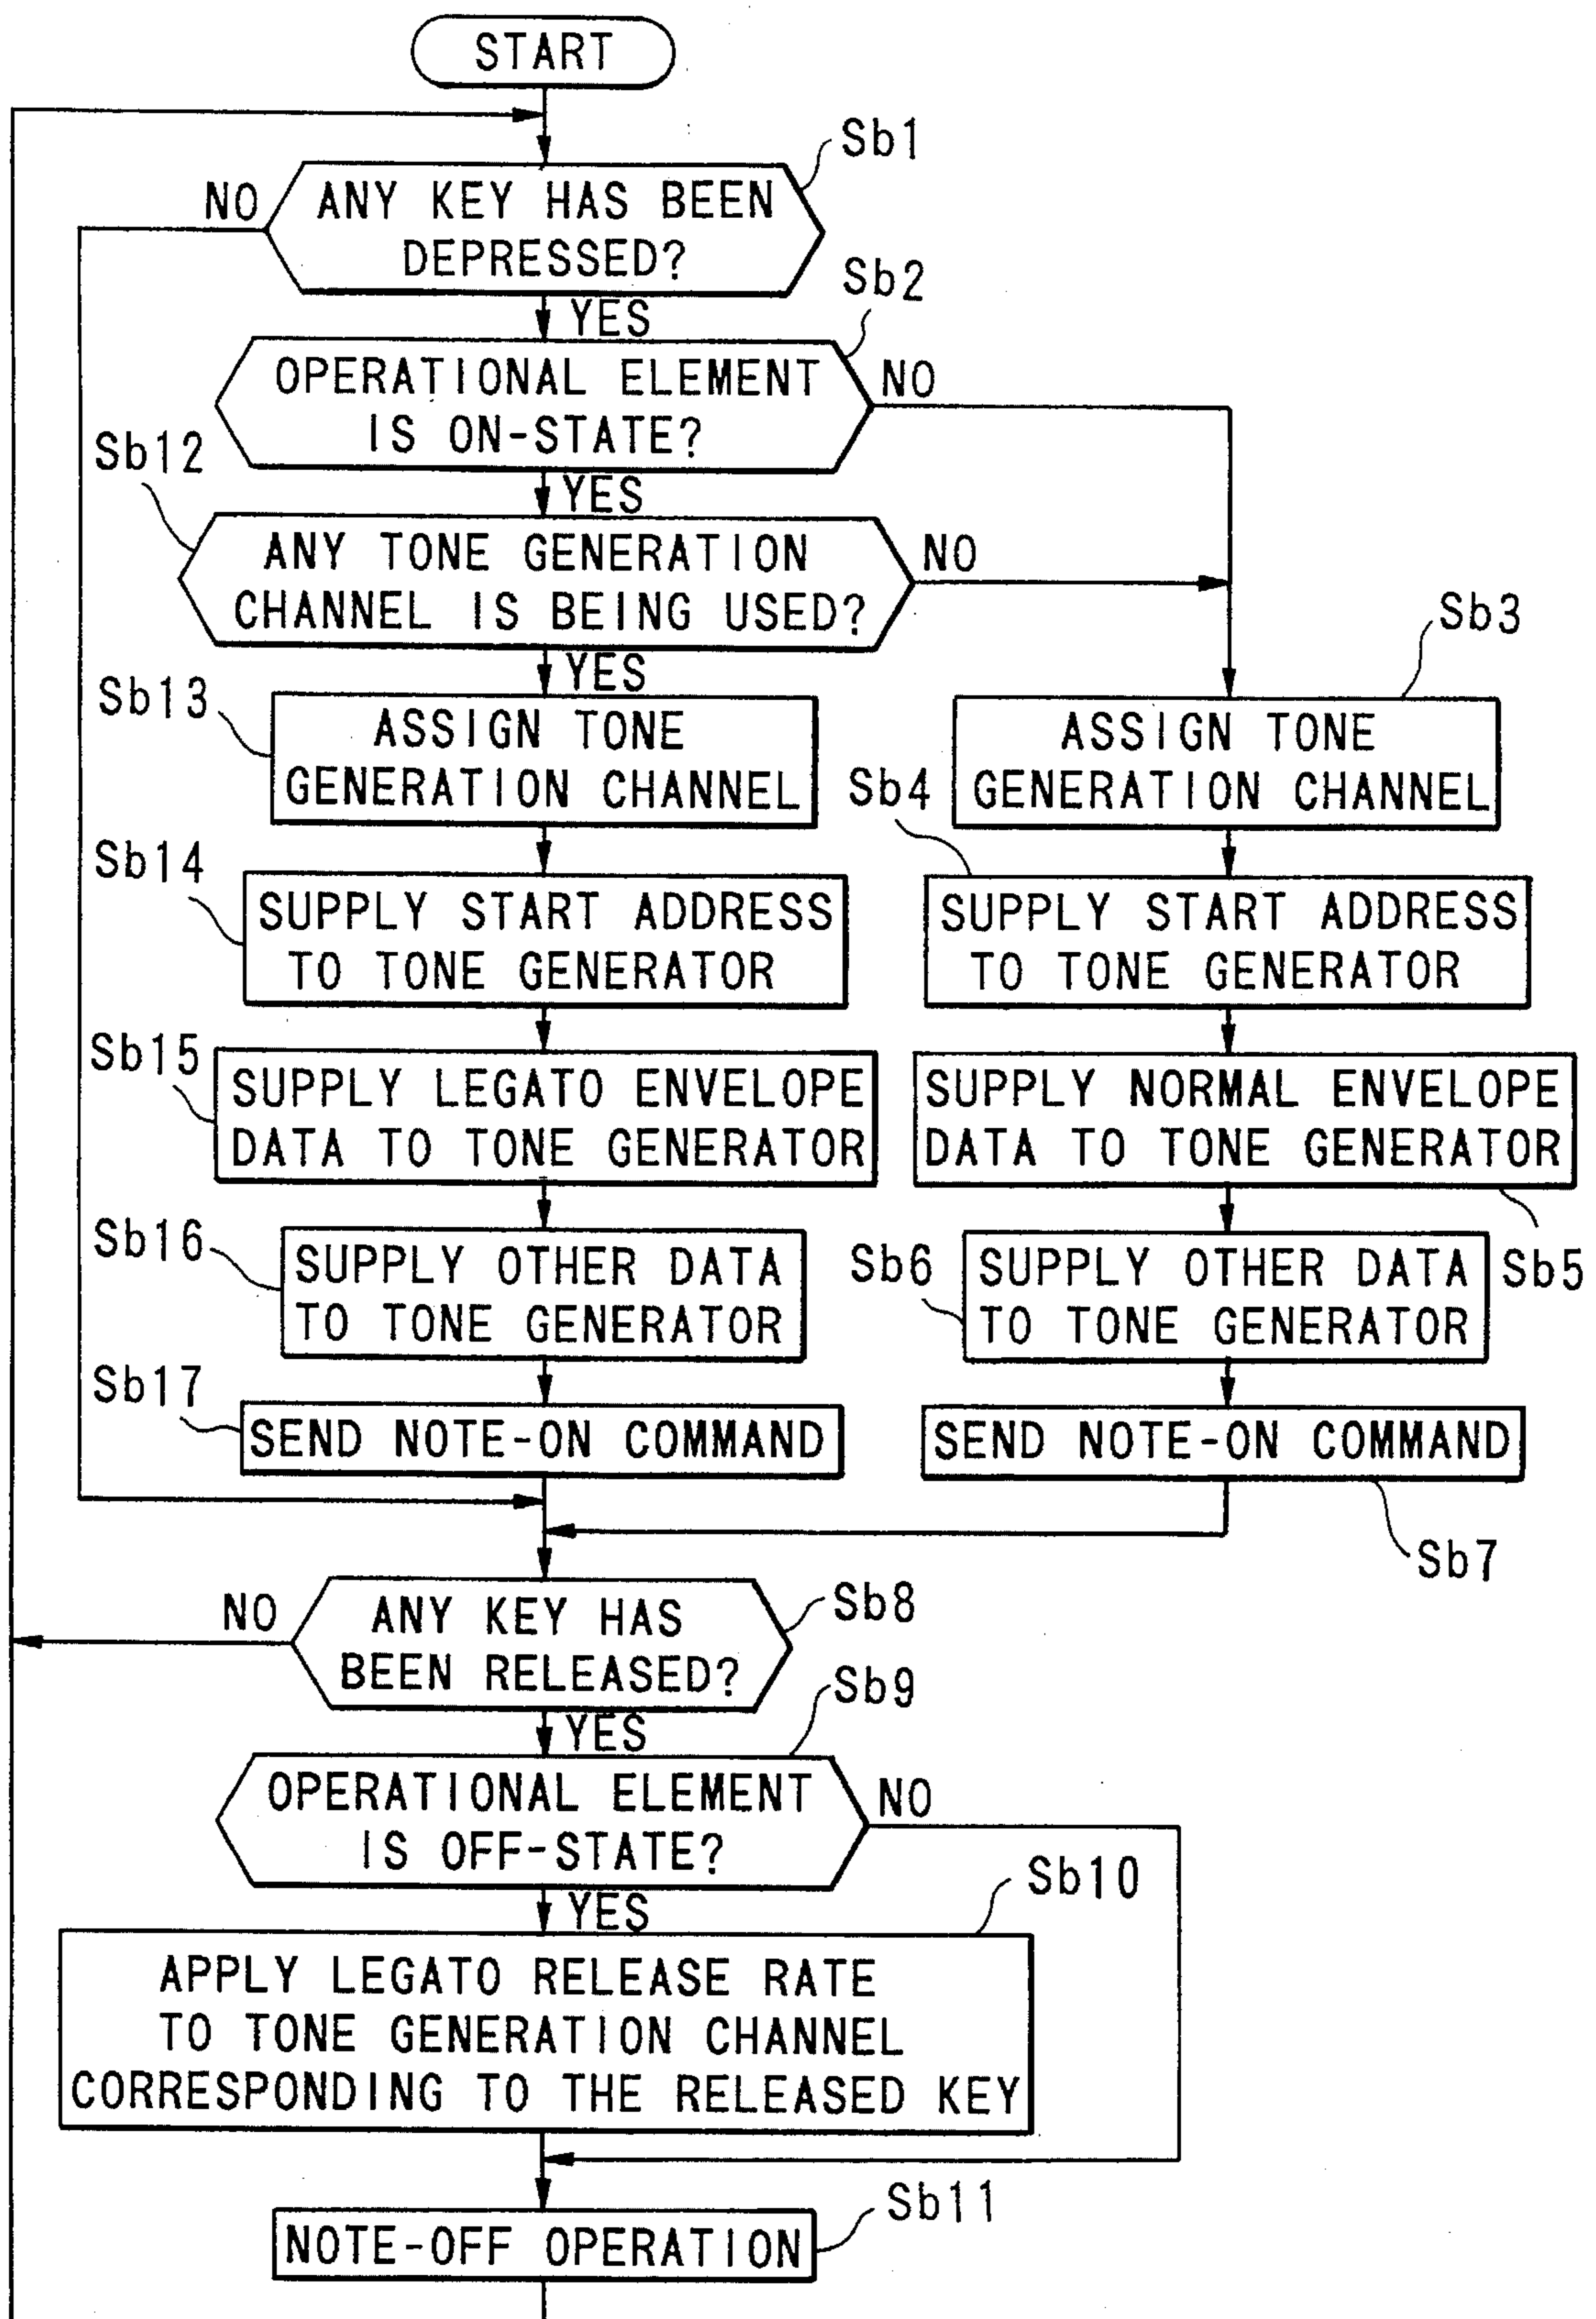 START
Sb1
NO
ANY KEY HAS BEEN
DEPRESSED?
YES
Sb2
OPERATIONAL ELEMENT
IS ON-STATE?
NO
YES
Sb12
ANY TONE GENERATION
CHANNEL IS BEING USED?
NO
YES
Sb13
ASSIGN TONE
GENERATION CHANNEL
Sb3
ASSIGN TONE
GENERATION CHANNEL
Sb14
SUPPLY START ADDRESS
TO TONE GENERATOR
Sb4
SUPPLY START ADDRESS
TO TONE GENERATOR
Sb15
SUPPLY LEGATO ENVELOPE
DATA TO TONE GENERATOR
SUPPLY NORMAL ENVELOPE
DATA TO TONE GENERATOR
Sb5
Sb16
SUPPLY OTHER DATA
TO TONE GENERATOR
Sb6
SUPPLY OTHER DATA
TO TONE GENERATOR
Sb17
SEND NOTE-ON COMMAND
SEND NOTE-ON COMMAND
Sb7
NO
ANY KEY HAS
BEEN RELEASED?
Sb8
YES
Sb9
OPERATIONAL ELEMENT
IS OFF-STATE?
NO
YES
Sb10
APPLY LEGATO RELEASE RATE
TO TONE GENERATION CHANNEL
CORRESPONDING TO THE RELEASED KEY
Sb11
NOTE-OFF OPERATION